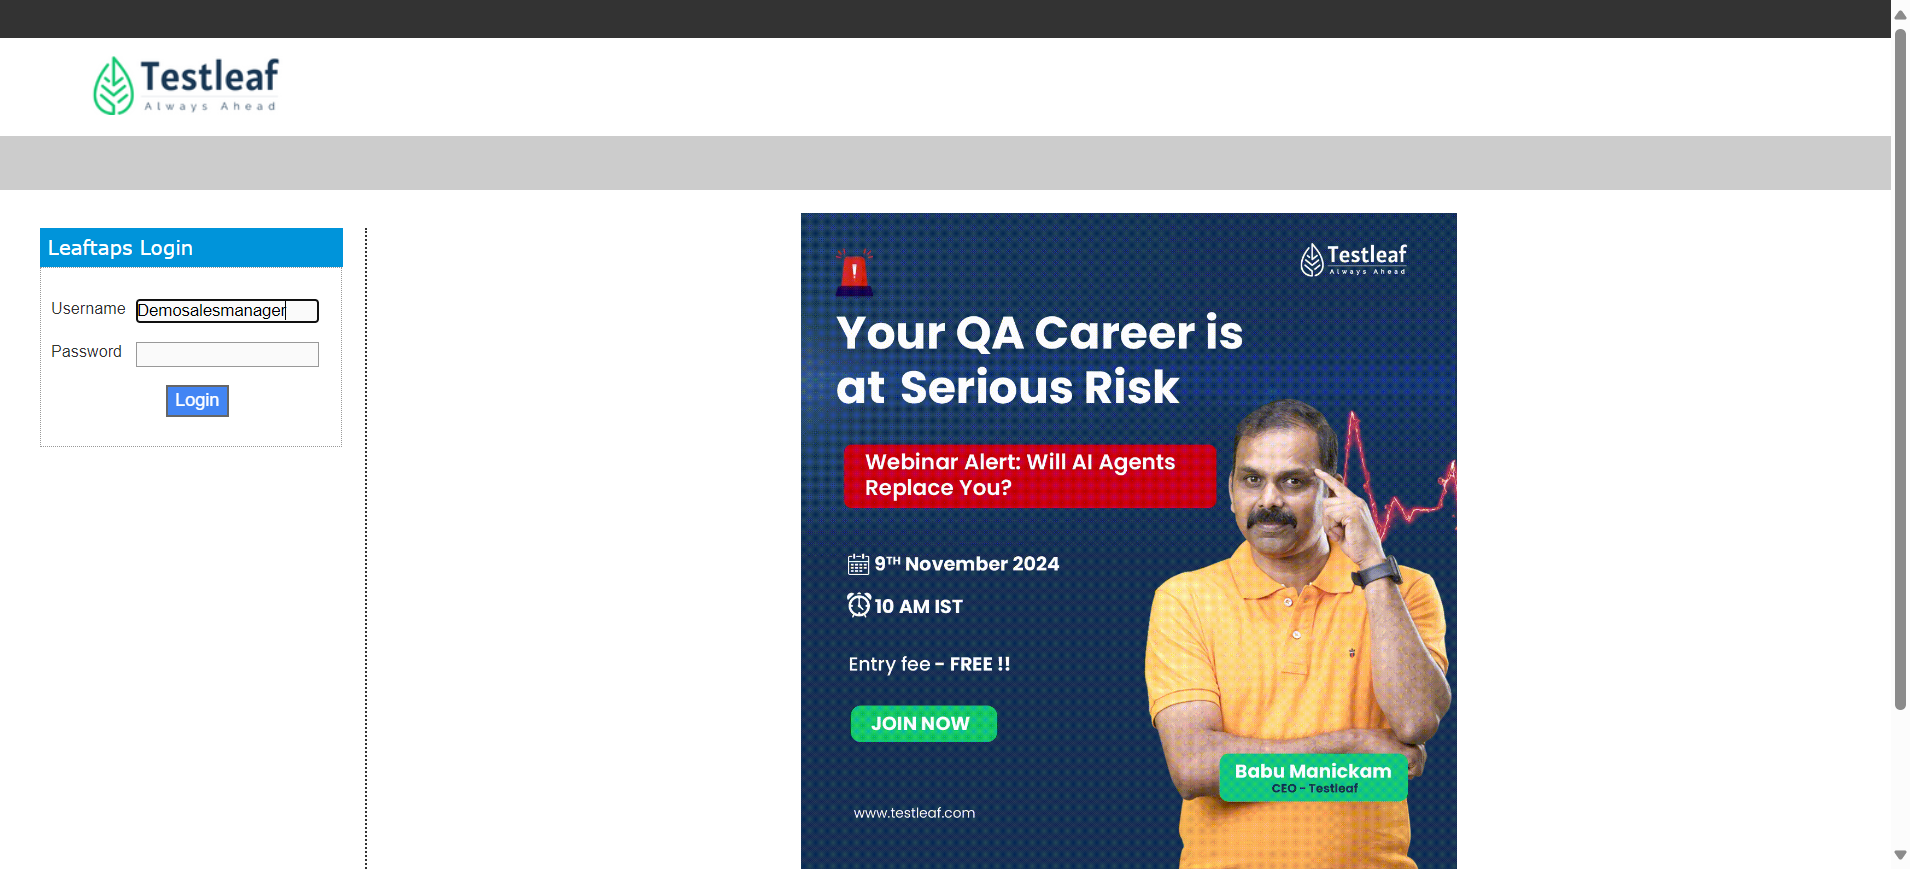 Testleaf
Always Ahead
Leaftaps Login
Username Demosalesmanager
Password
Login
Testleaf
Always Ahead
Your QA Career is
at Serious Risk
Webinar Alert: Will AI Agents
Replace You?
9TH November 2024
10 AM IST
Entry fee - FREE !!
JOIN NOW
Babu Manickam
CEO - Testleaf
www.testleaf.com